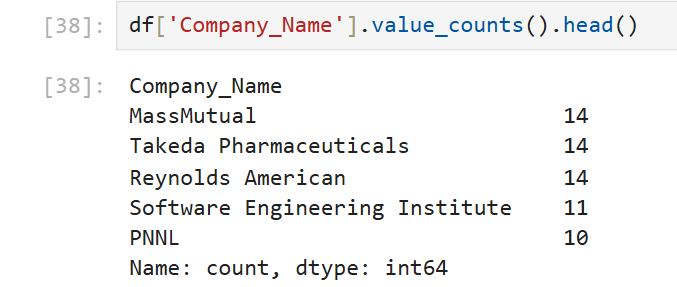 [38]: df['Company_Name'].value_counts().head()
[38]: Company_Name
MassMutual 14
Takeda Pharmaceuticals 14
Reynolds American 14
Software Engineering Institute 11
PNNL 10
Name: count, dtype: int64